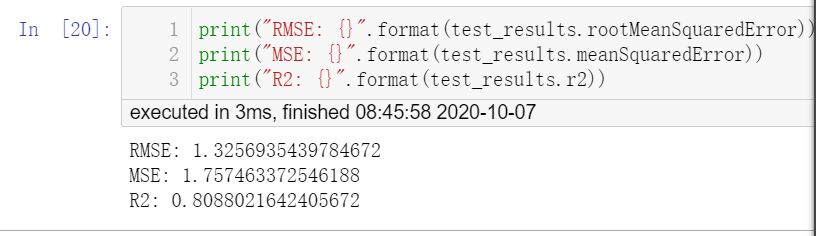 In [20]:
1 print("RMSE: {}".format(test_results.rootMeanSquaredError))
2 print("MSE: {}".format(test_results.meanSquaredError))
3 print("R2: {}".format(test_results.r2))
executed in 3ms, finished 08:45:58 2020-10-07
RMSE: 1.3256935439784672
MSE: 1.757463372546188
R2: 0.8088021642405672